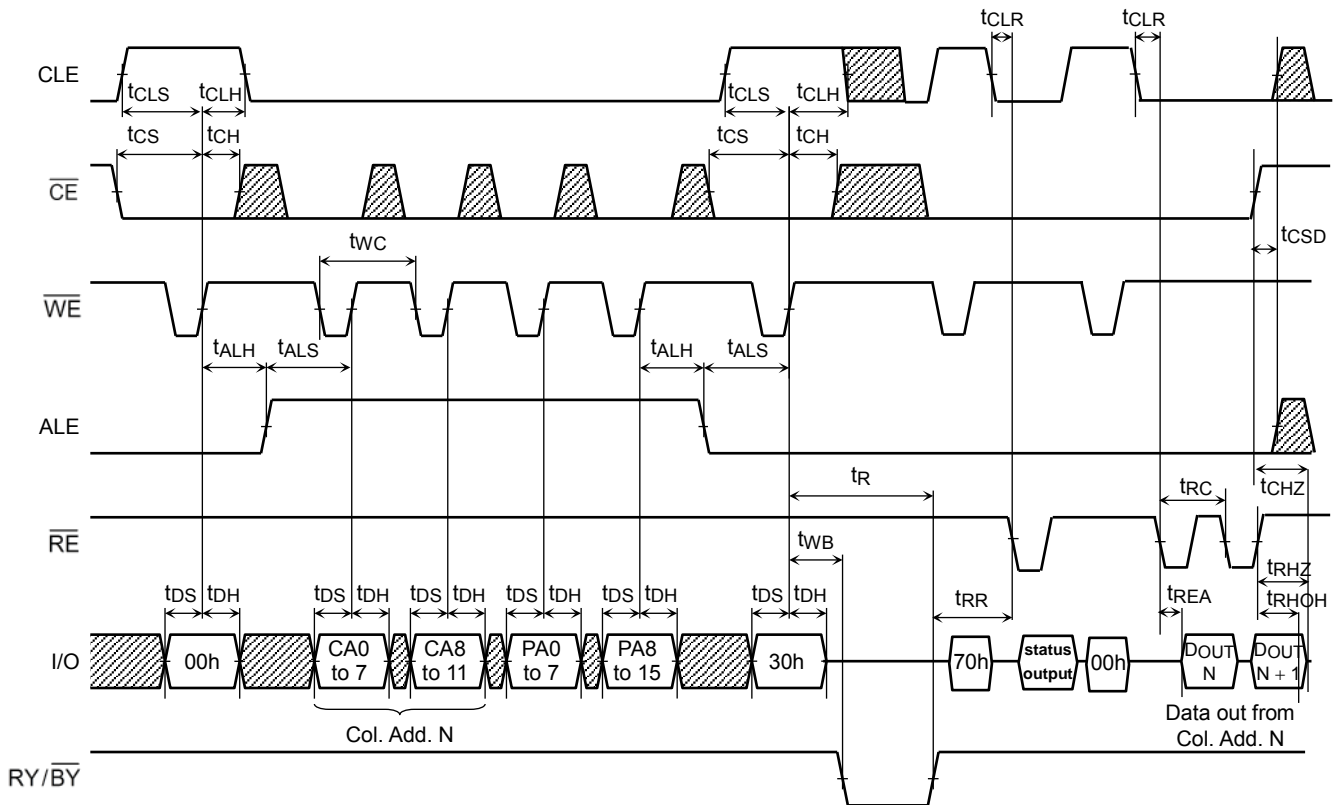 tCLR tCLR
CLE
tCLS tCLH tCLS tCLH
tCS tCH tCS tCH
CE
tWC tCSD
WE
tALH tALS tALH tALS
ALE
tR tRC tCHZ
RE
tWB
tDS tDH tDS tDH tDS tDH tDS tDH tDS tDH tDS tDH tRR tREA tRHZ
tRHOH
I/O 00h CA0 to 7 CA8 to 11 PA0 to 7 PA8 to 15 30h 70h status output 00h DOUT N DOUT N + 1
Col. Add. N
Data out from
Col. Add. N
RY/BY